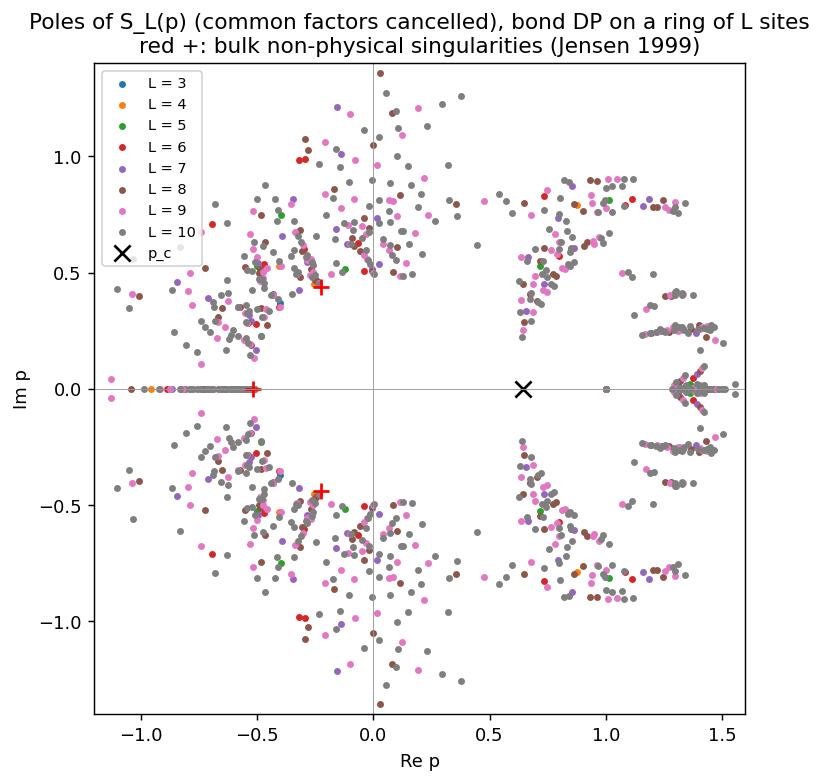 Poles of S_L(p) (common factors cancelled), bond DP on a ring of L sites
red +: bulk non-physical singularities (Jensen 1999)
L = 3
L = 4
L = 5
L = 6
L = 7
L = 8
L = 9
L = 10
p_c
1.0
0.5
0.0
−0.5
−1.0
Im p
−1.0
−0.5
0.0
0.5
1.0
1.5
Re p